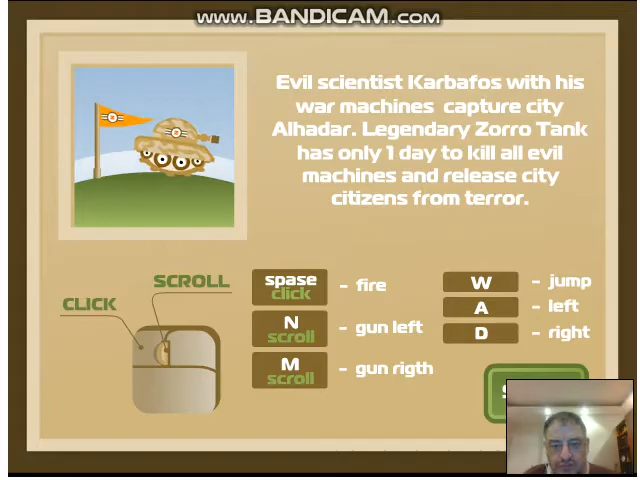 WWW.BANDICAM.COM
Evil scientist Karbafos with his
war machines capture city
Alhadar. Legendary Zorro Tank
has only 1 day to kill all evil
machines and release city
citizens from terror.
SCROLL
CLICK
spase
click
- fire
N
scroll
- gun left
M
scroll
- gun rigth
W
- jump
A
- left
D
- right